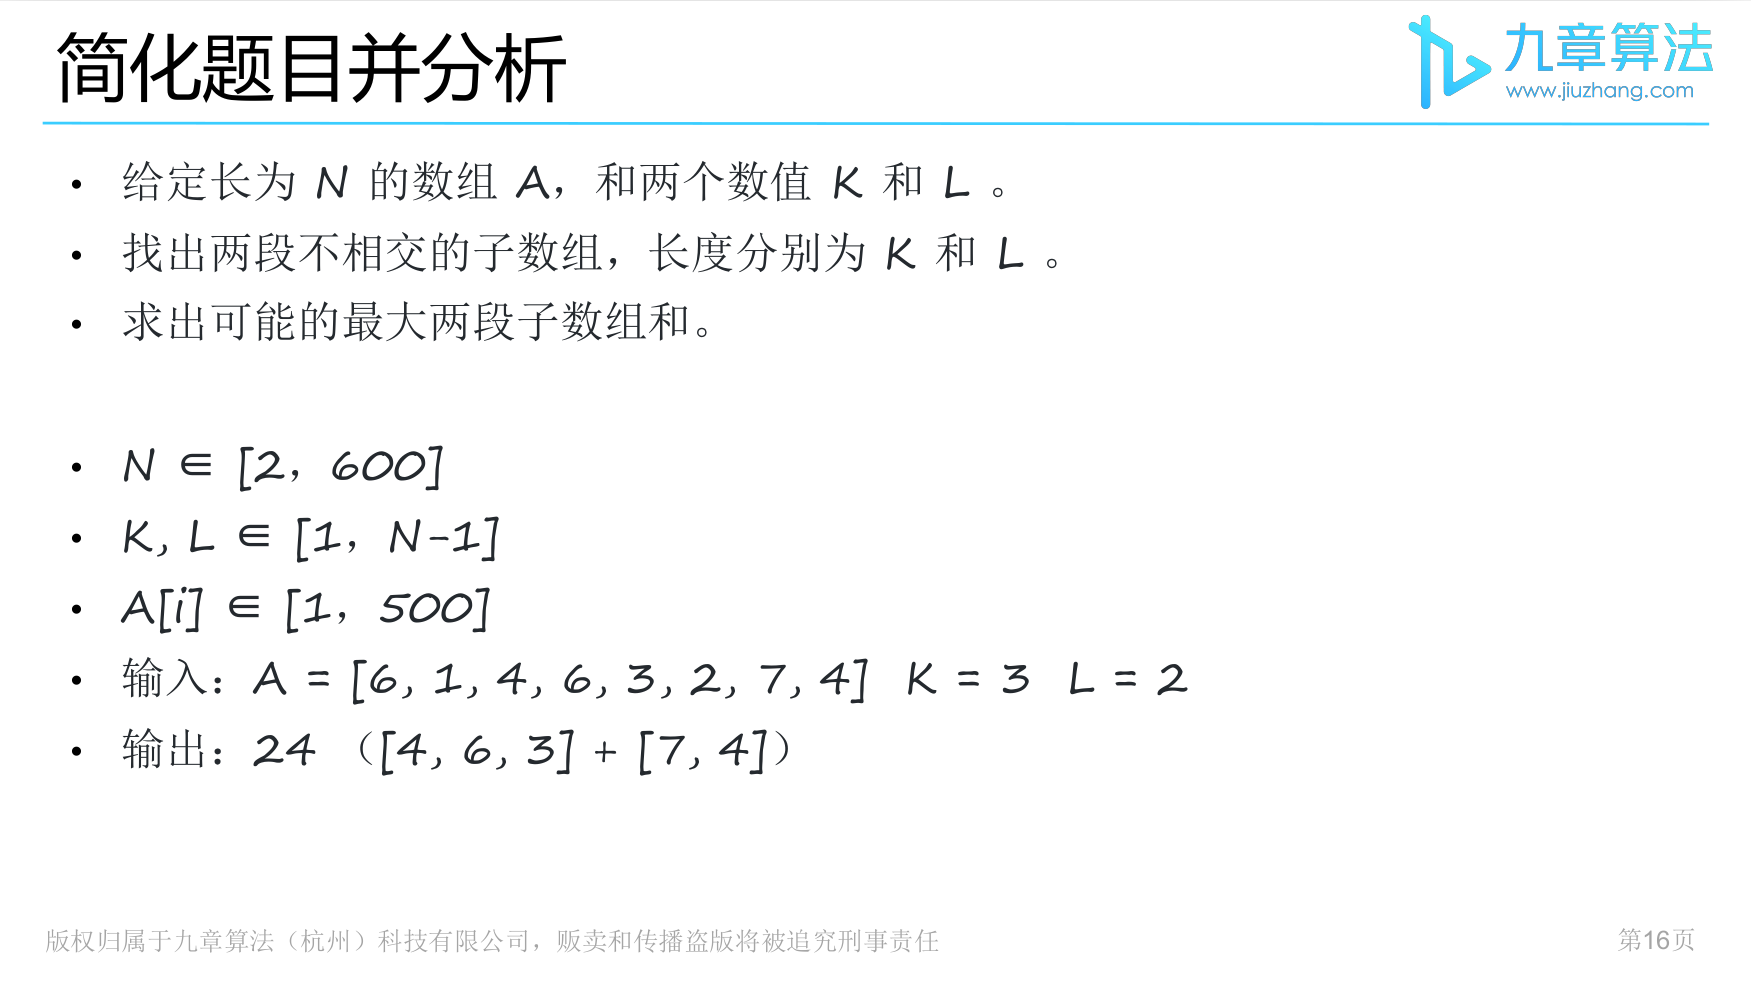 简化题目并分析
九章算法
www.jiuzhang.com
• 给定长为 N 的数组 A，和两个数值 K 和 L 。
• 找出两段不相交的子数组，长度分别为 K 和 L 。
• 求出可能的最大两段子数组和。
• N ∈ [2，600]
• K, L ∈ [1，N-1]
• A[i] ∈ [1，500]
• 输入：A = [6, 1, 4, 6, 3, 2, 7, 4] K = 3 L = 2
• 输出：24 （[4, 6, 3] + [7, 4]）
版权归属于九章算法（杭州）科技有限公司，贩卖和传播盗版将被追究刑事责任
第16页